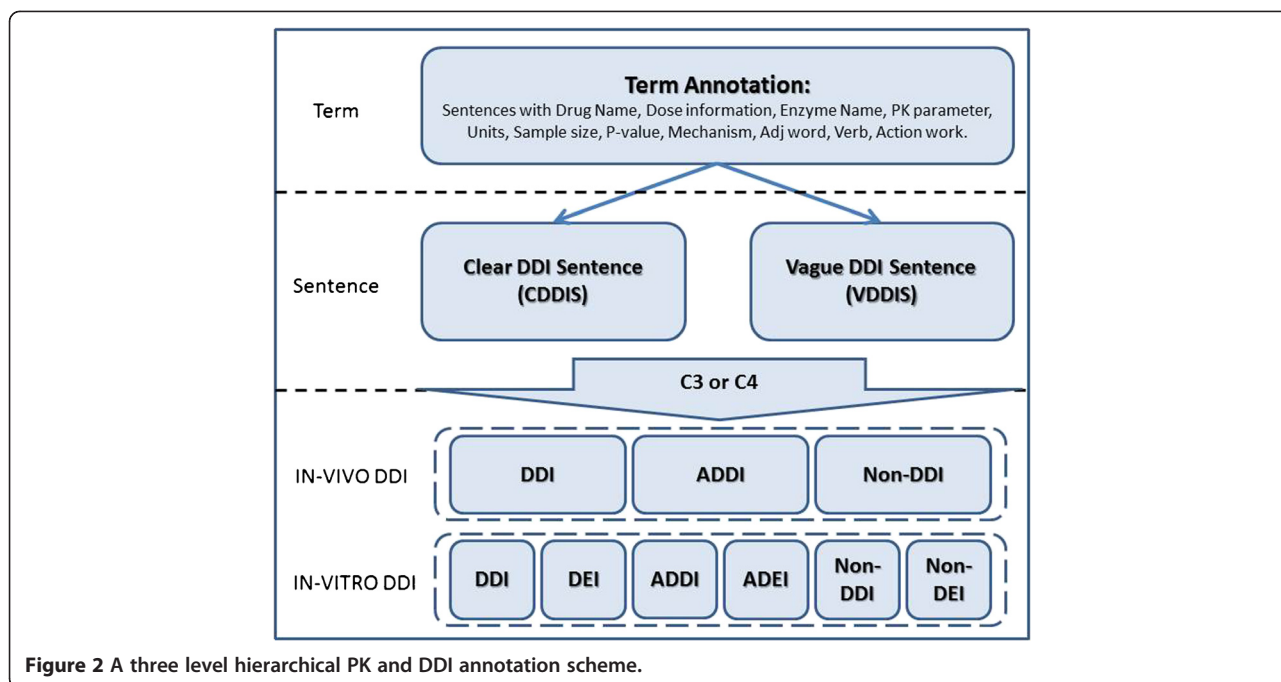 Term
Term Annotation:
Sentences with Drug Name, Dose information, Enzyme Name, PK parameter,
Units, Sample size, P-value, Mechanism, Adj word, Verb, Action work.
Sentence
Clear DDI Sentence
(CDDIS)
Vague DDI Sentence
(VDDIS)
C3 or C4
IN-VIVO DDI
DDI
ADDI
Non-DDI
IN-VITRO DDI
DDI
DEI
ADDI
ADEI
Non-
DDI
Non-
DEI
Figure 2 A three level hierarchical PK and DDI annotation scheme.